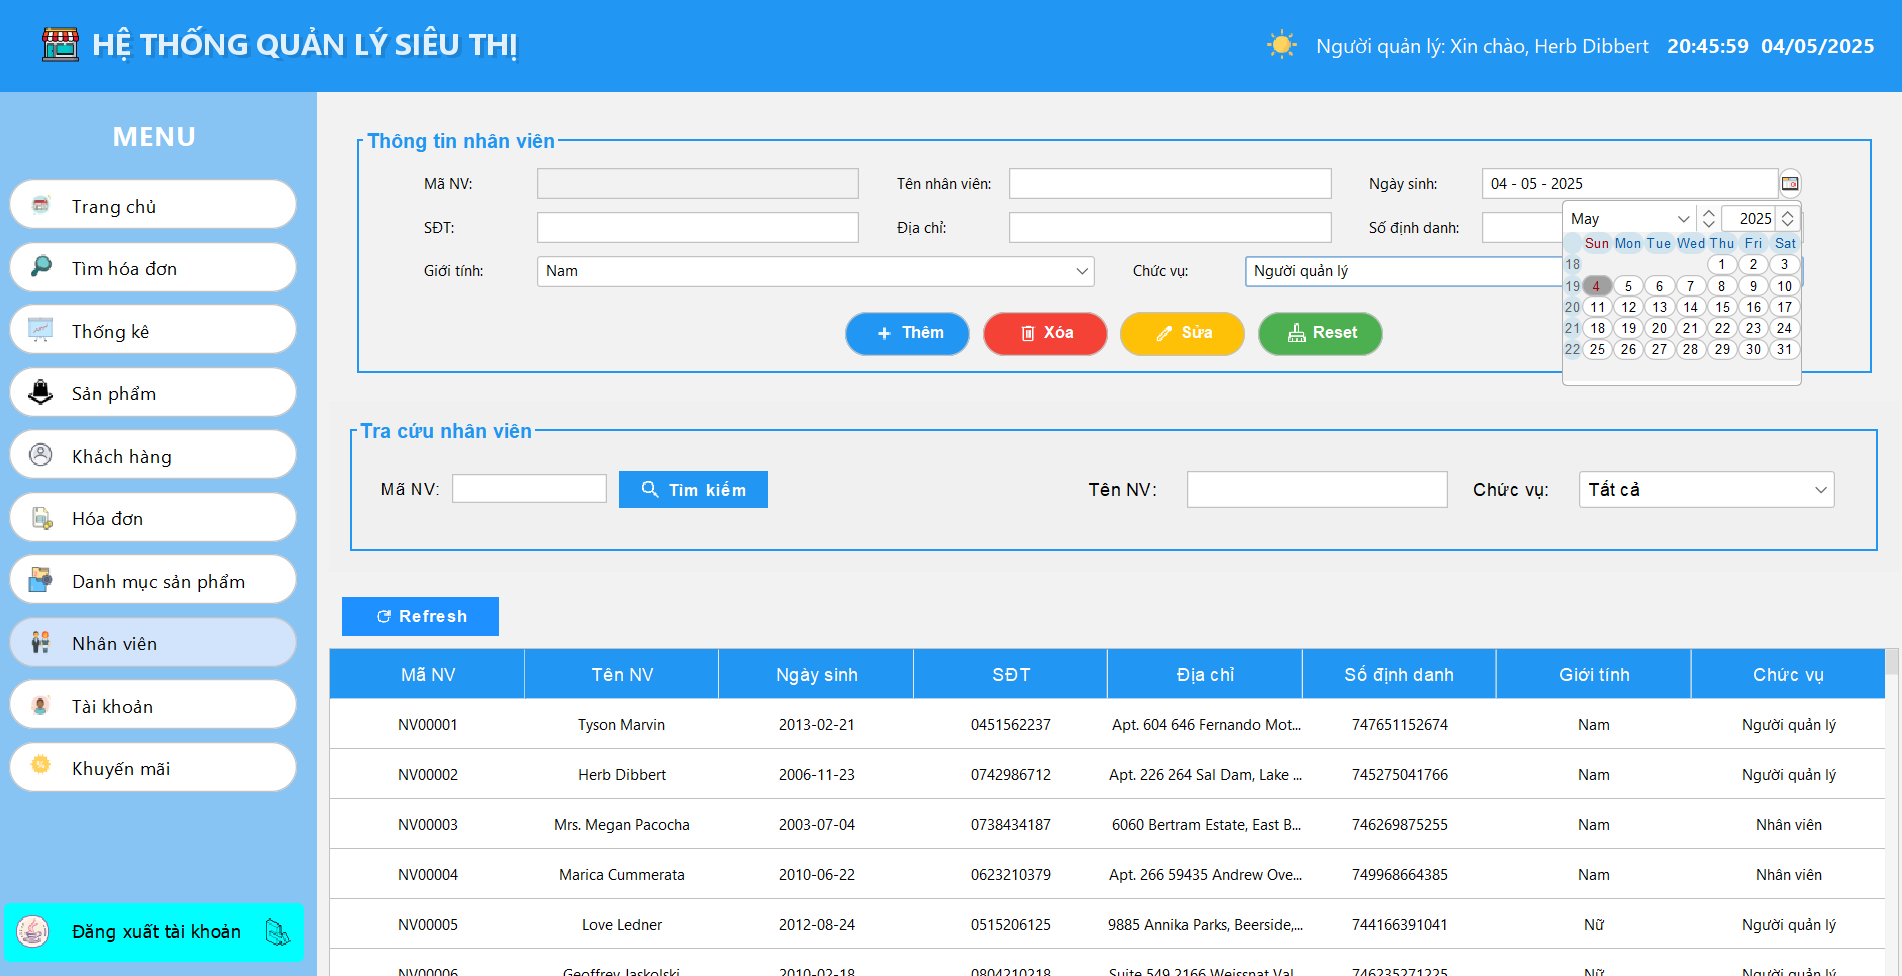 HỆ THỐNG QUẢN LÝ SIÊU THỊ
Người quản lý: Xin chào, Herb Dibbert 20:45:59 04/05/2025
MENU
Trang chủ
Tìm hóa đơn
Thống kê
Sản phẩm
Khách hàng
Hóa đơn
Danh mục sản phẩm
Nhân viên
Tài khoản
Khuyến mãi
Đăng xuất tài khoản
Thông tin nhân viên
Mã NV: Tên nhân viên: Ngày sinh: 04 - 05 - 2025
SĐT: Địa chỉ: Số định danh:
Giới tính: Nam Chức vụ: Người quản lý
Thêm Xóa Sửa Reset
May 2025
Sun Mon Tue Wed Thu Fri Sat
18 1 2 3
19 4 5 6 7 8 9 10
20 11 12 13 14 15 16 17
21 18 19 20 21 22 23 24
22 25 26 27 28 29 30 31
Tra cứu nhân viên
Mã NV: Tìm kiếm Tên NV: Chức vụ: Tất cả
Refresh
Mã NV Tên NV Ngày sinh SĐT Địa chỉ Số định danh Giới tính Chức vụ
NV00001 Tyson Marvin 2013-02-21 0451562237 Apt. 604 646 Fernando Mot... 747651152674 Nam Người quản lý
NV00002 Herb Dibbert 2006-11-23 0742986712 Apt. 226 264 Sal Dam, Lake ... 745275041766 Nam Người quản lý
NV00003 Mrs. Megan Pacocha 2003-07-04 0738434187 6060 Bertram Estate, East B... 746269875255 Nam Nhân viên
NV00004 Marica Cummerata 2010-06-22 0623210379 Apt. 266 59435 Andrew Ove... 749968664385 Nam Nhân viên
NV00005 Love Ledner 2012-08-24 0515206125 9885 Annika Parks, Beerside,... 744166391041 Nữ Người quản lý
NV00006 Geoffrey Jaskolski 2010-02-18 0804210218 Suite 549 2166 Weissnat Val... 746235271225 Nữ Người quản lý